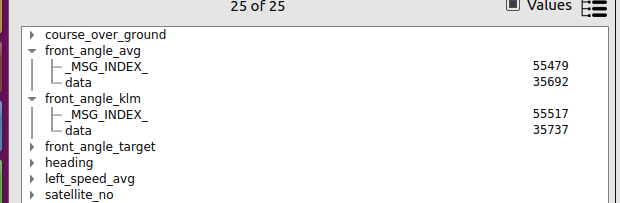 25 of 25
Values
course_over_ground
front_angle_avg
_MSG_INDEX_ 55479
data 35692
front_angle_klm
_MSG_INDEX_ 55517
data 35737
front_angle_target
heading
left_speed_avg
satellite_no